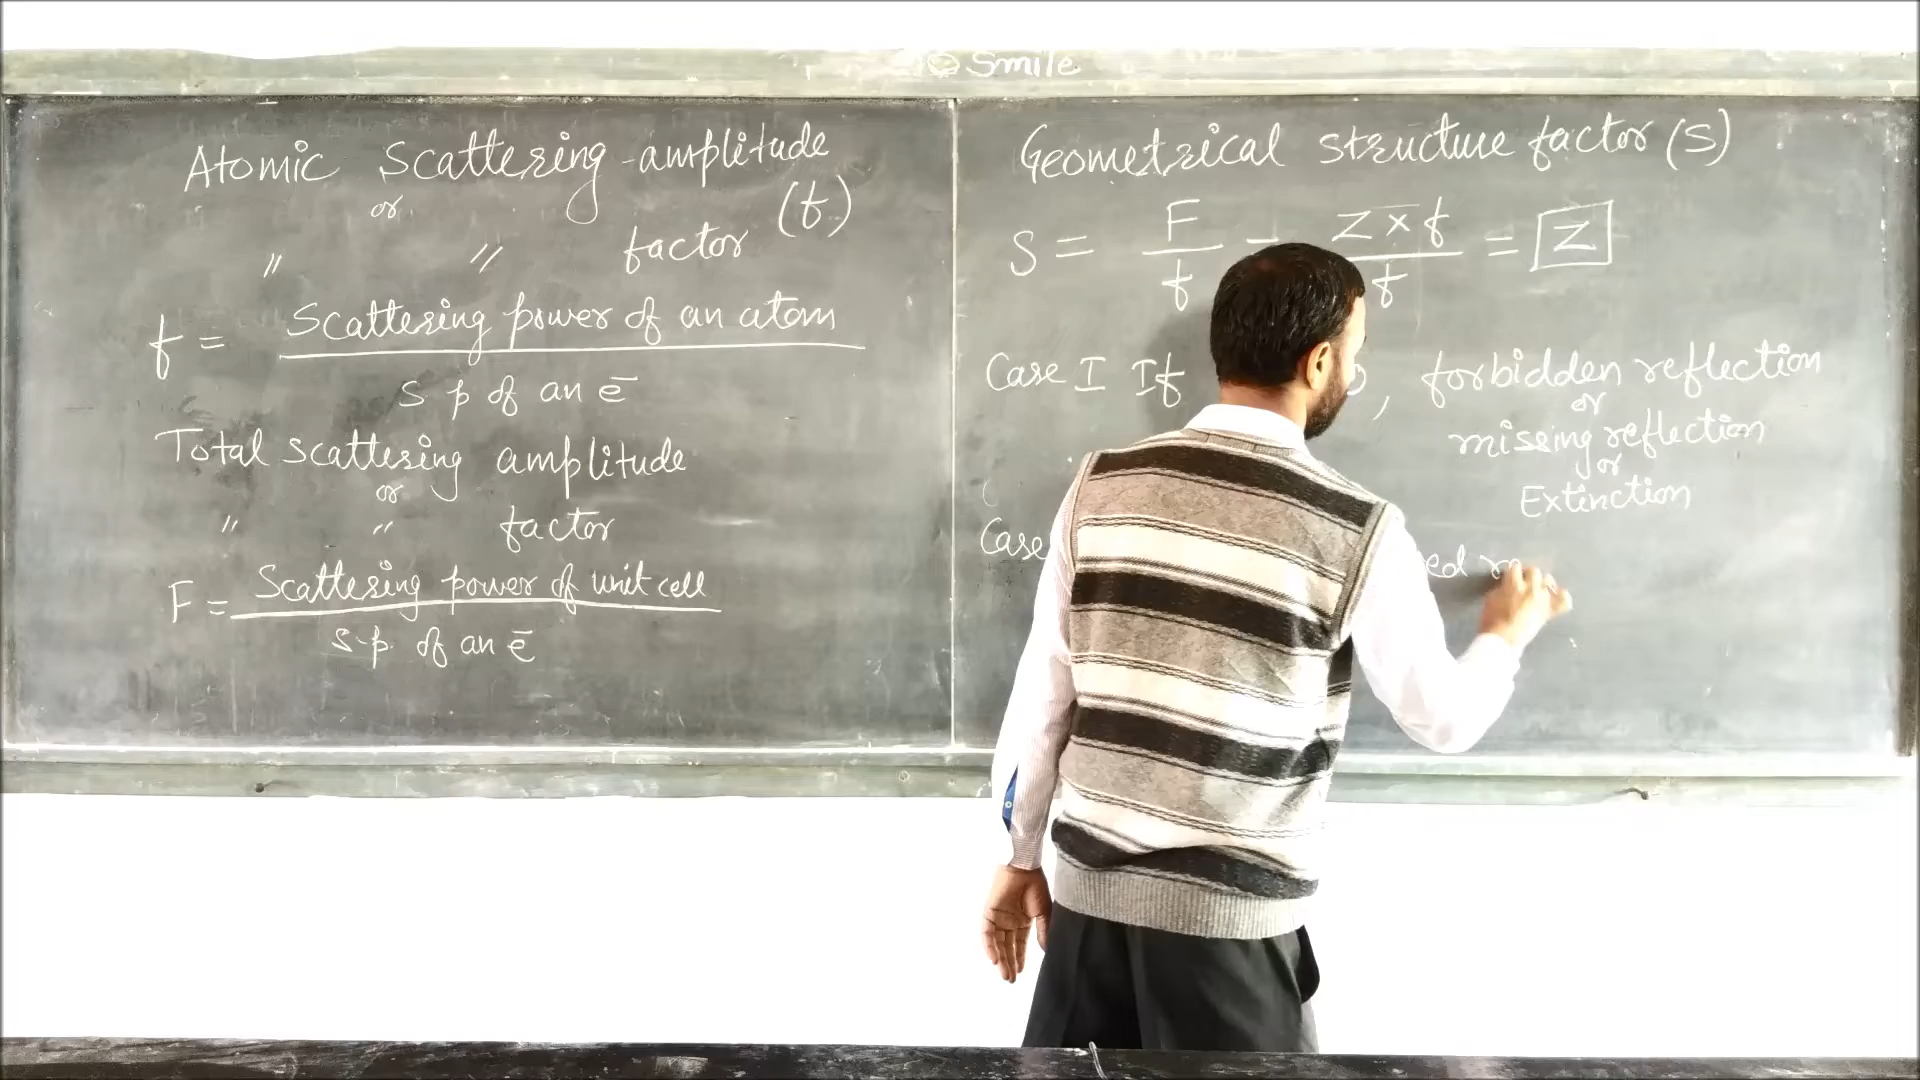 Smile
Atomic Scattering amplitude
or
" " factor (f)
f = Scattering power of an atom
s p of an e̅
Total scattering amplitude
or
" " factor
F = Scattering power of unit cell
s.p. of an e̅
Geometrical structure factor (S)
S = F/f = Z × f/f = Z
Case I If , forbidden reflection
or
missing reflection
or
Extinction
Case